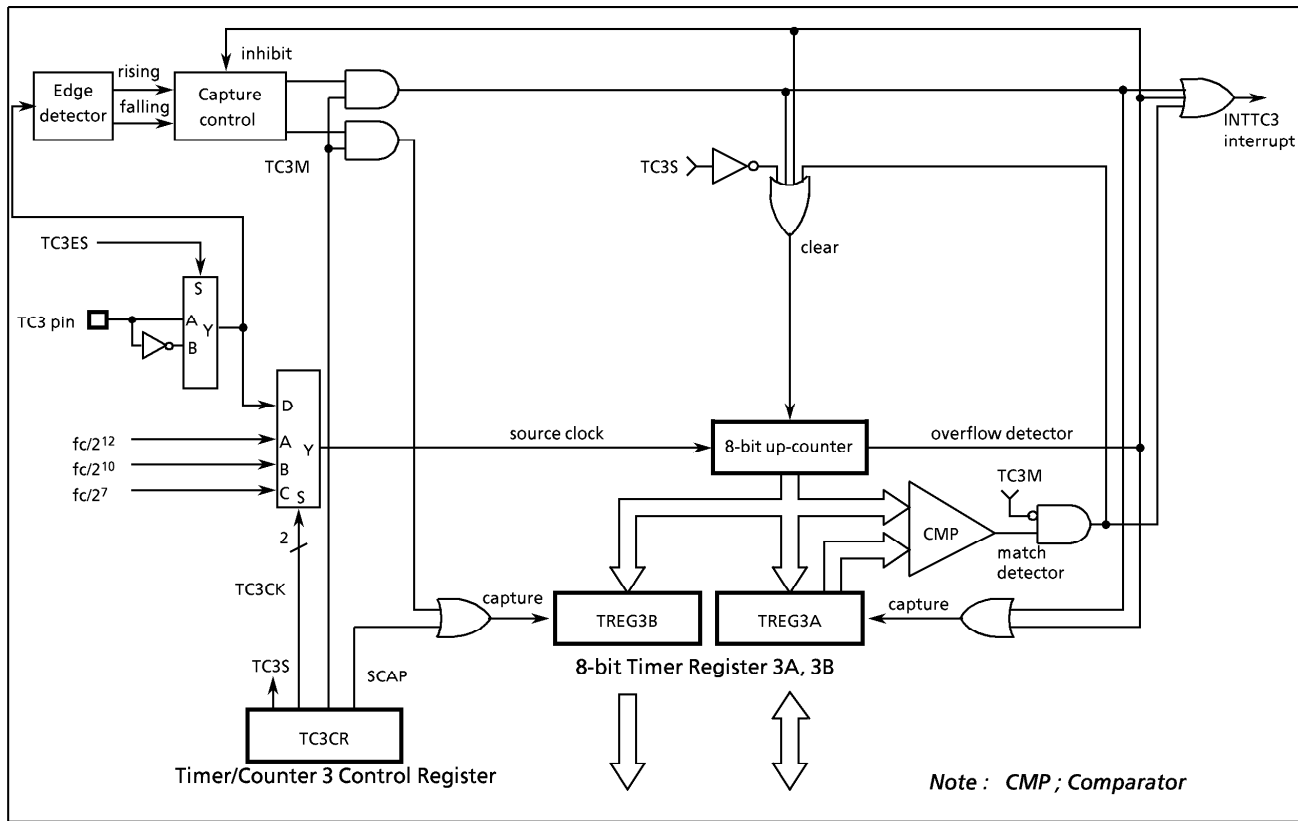 inhibit
rising
Edge
detector
falling
Capture
control
INTTC3
interrupt
TC3M
TC3S
clear
TC3ES
S
TC3 pin
A
Y
B
D
fc/2¹²
A
Y
source clock
8-bit up-counter
overflow detector
fc/2¹⁰
B
fc/2⁷
C
S
TC3M
2
CMP
match
detector
TC3CK
capture
TREG3B
TREG3A
capture
TC3S
SCAP
8-bit Timer Register 3A, 3B
TC3CR
Timer/Counter 3 Control Register
Note : CMP ; Comparator